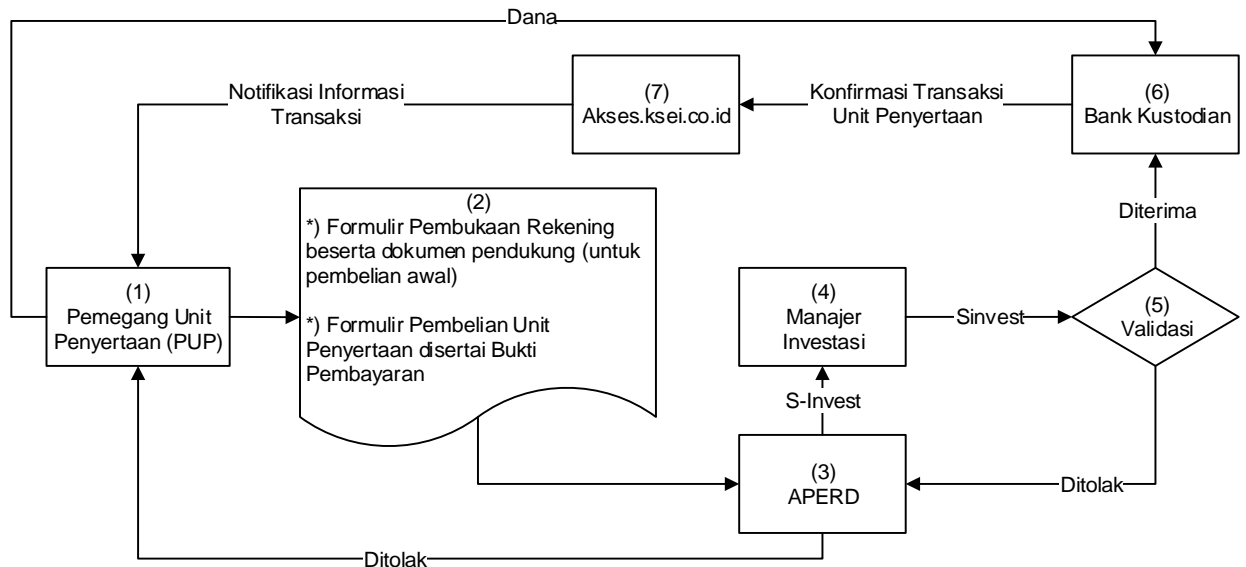 Dana
Notifikasi Informasi
Transaksi
(7)
Akses.ksei.co.id
Konfirmasi Transaksi
Unit Penyertaan
(6)
Bank Kustodian
(2)
*) Formulir Pembukaan Rekening
beserta dokumen pendukung (untuk
pembelian awal)
*) Formulir Pembelian Unit
Penyertaan disertai Bukti
Pembayaran
Diterima
(1)
Pemegang Unit
Penyertaan (PUP)
(4)
Manajer
Investasi
Sinvest
(5)
Validasi
S-Invest
(3)
APERD
Ditolak
Ditolak